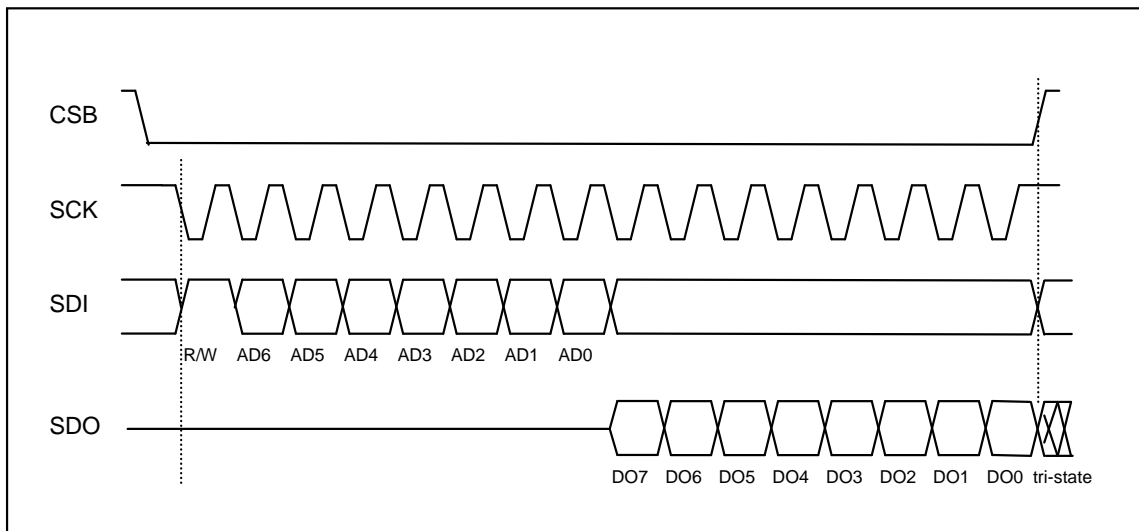 CSB
SCK
SDI
R/W AD6 AD5 AD4 AD3 AD2 AD1 AD0
SDO
DO7 DO6 DO5 DO4 DO3 DO2 DO1 DO0 tri-state